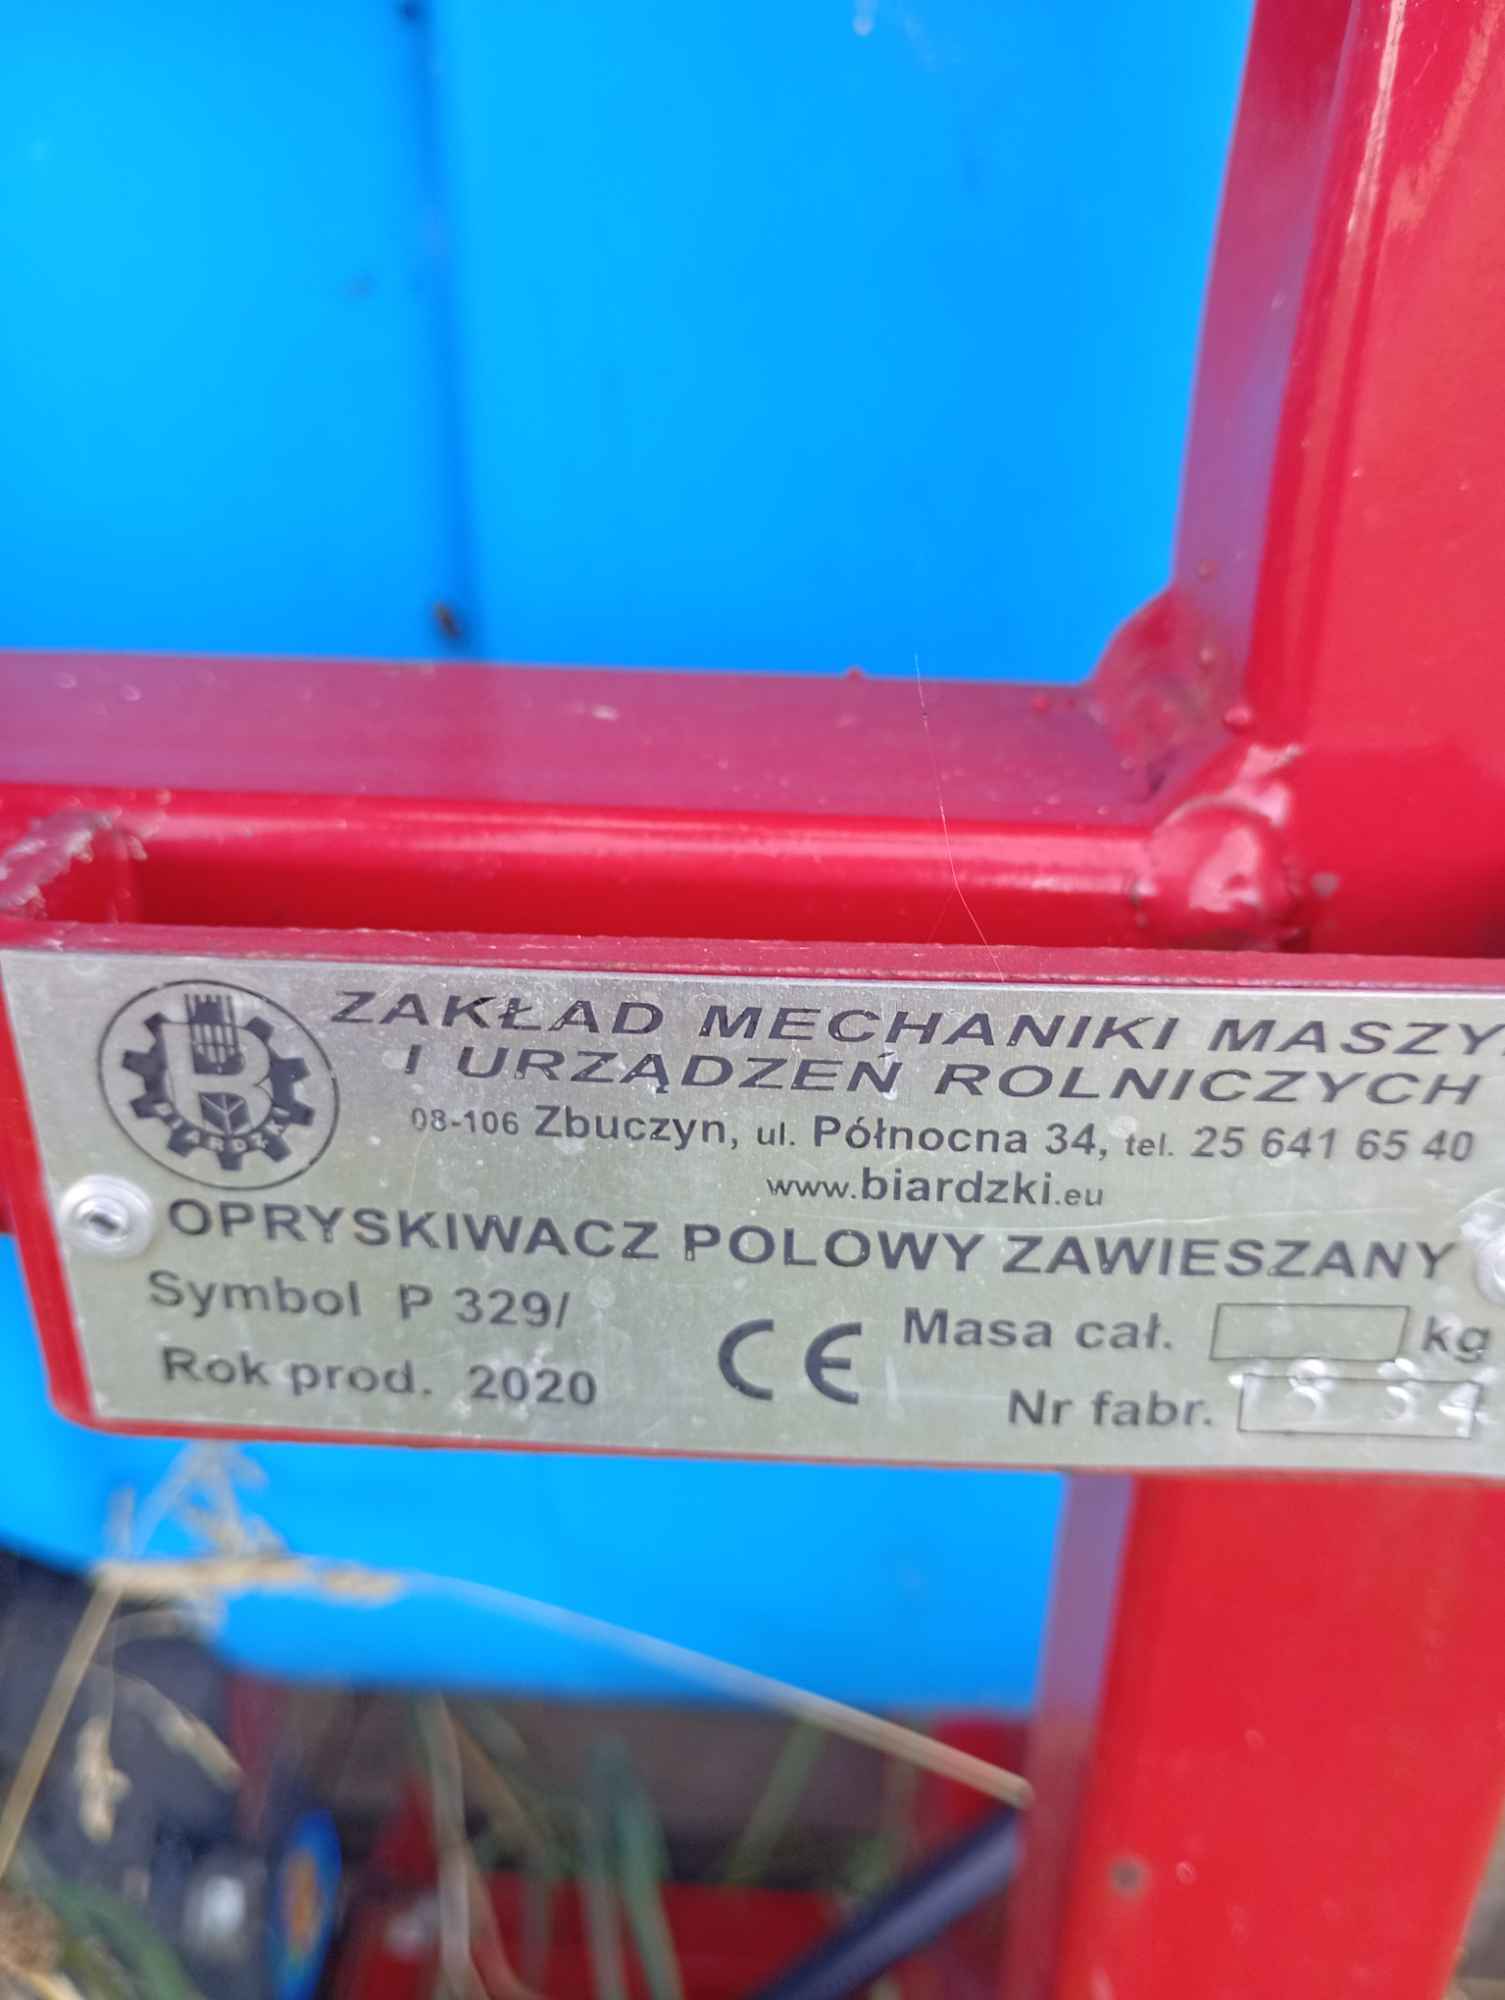 ZAKŁAD MECHANIKI MASZY
I URZĄDZEŃ ROLNICZYCH
08-106 Zbuczyn, ul. Północna 34, tel. 25 641 65 40
www.biardzki.eu
OPRYSKIWACZ POLOWY ZAWIESZANY
Symbol P 329/
Masa cał. kg
Rok prod. 2020
CE
Nr fabr.